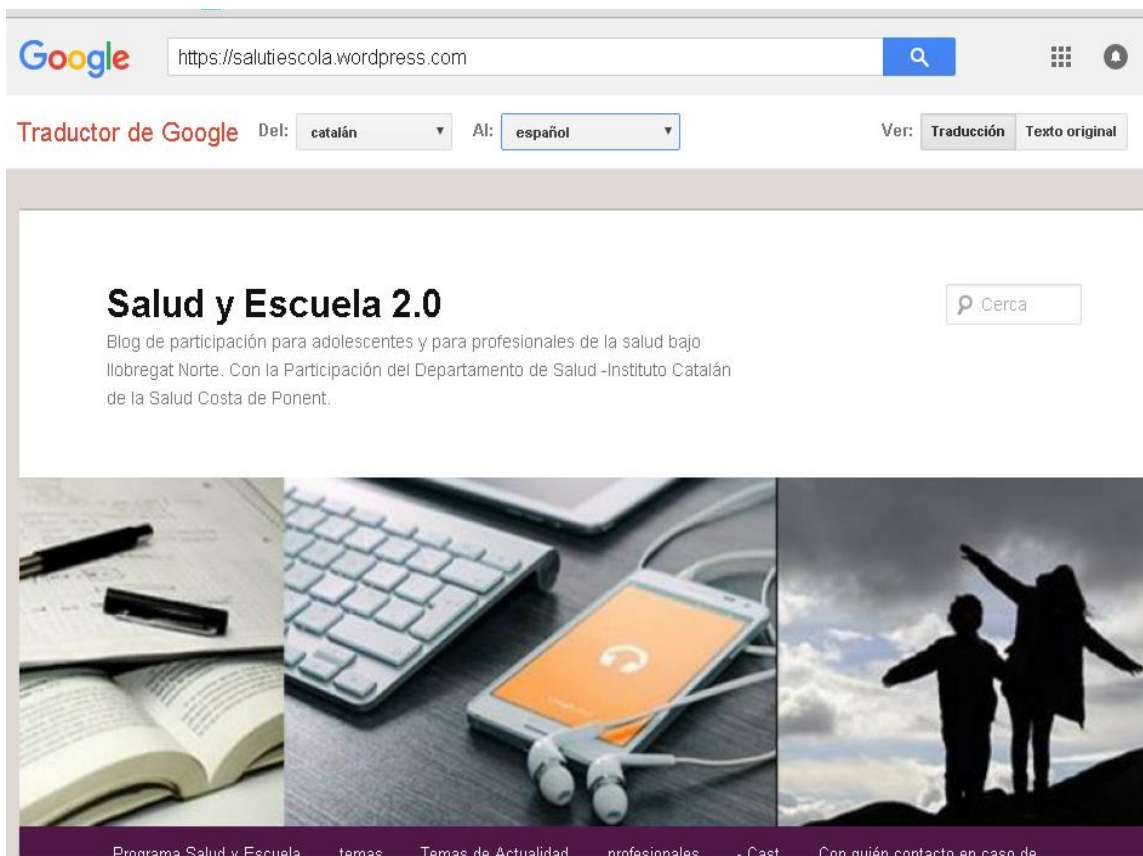 Google https://salutiescola.wordpress.com
Traductor de Google Del: catalán Al: español Ver: Traducción Texto original
Salud y Escuela 2.0
Cerca
Blog de participación para adolescentes y para profesionales de la salud bajo
llobregat Norte. Con la Participación del Departamento de Salud -Instituto Catalán
de la Salud Costa de Ponent.
Programa Salud y Escuela temas Temas de Actualidad profesionales - Cast Con quién contacto en caso de